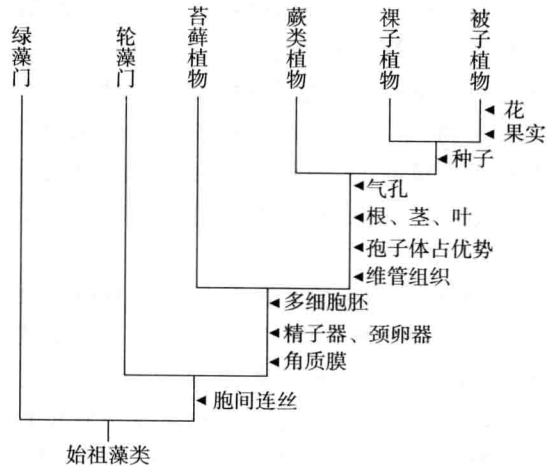 绿藻门
轮藻门
苔藓植物
蕨类植物
裸子植物
被子植物
花
果实
种子
气孔
根、茎、叶
孢子体占优势
维管组织
多细胞胚
精子器、颈卵器
角质膜
胞间连丝
始祖藻类